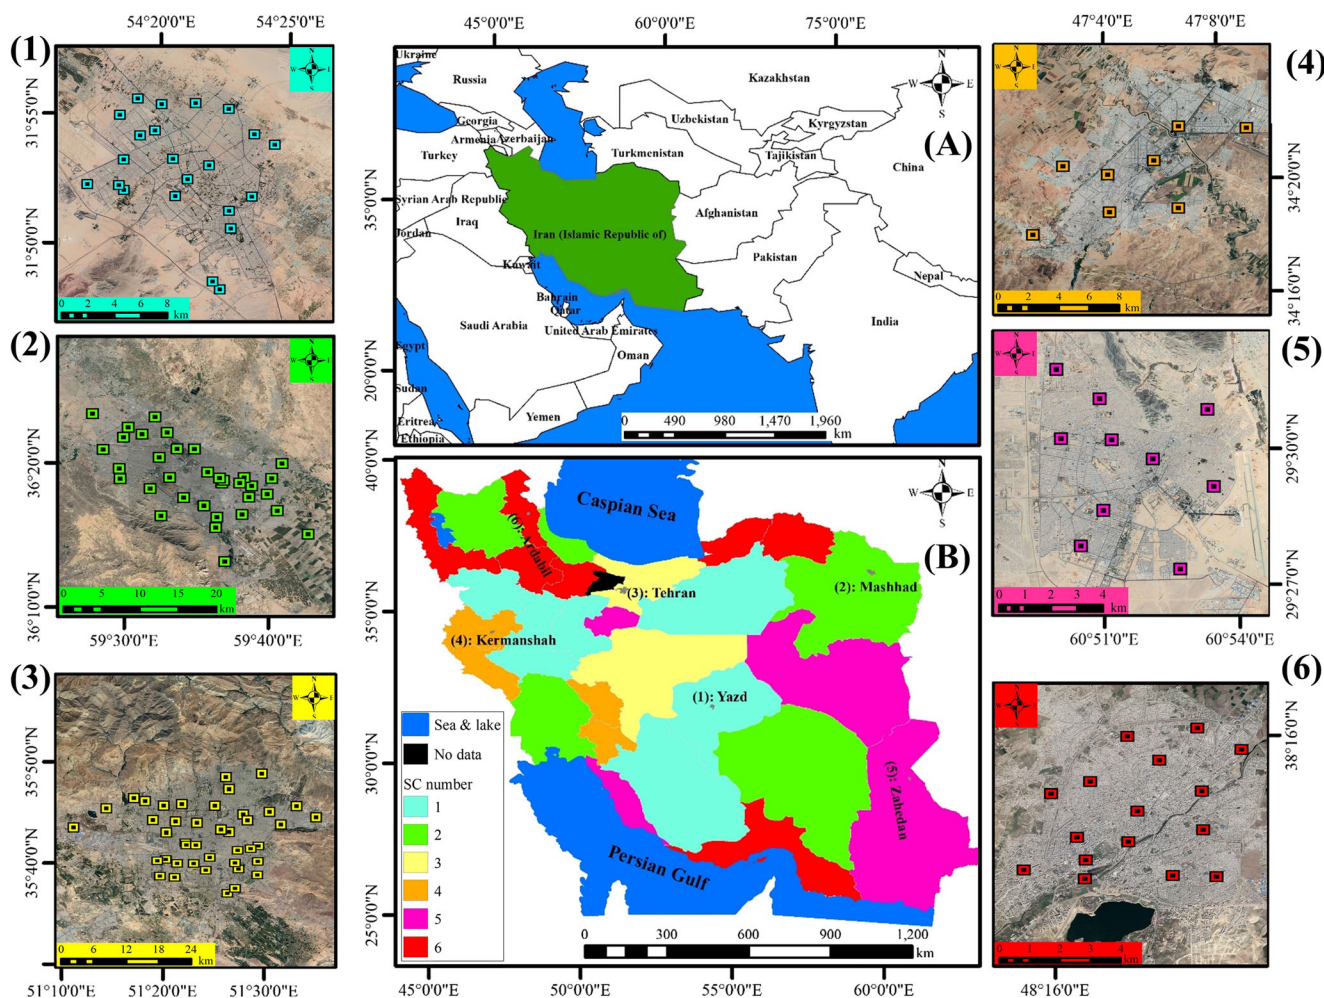 (1)
54°20'0"E
54°25'0"E
31°55'0"N
31°50'0"N
N
W
E
S
0 2 4 6 8
km
(2)
36°20'0"N
36°10'0"N
N
W
E
S
0 5 10 15 20
km
59°30'0"E
59°40'0"E
(3)
35°50'0"N
35°40'0"N
N
W
E
S
0 6 12 18 24
km
51°10'0"E
51°20'0"E
51°30'0"E
45°0'0"E
60°0'0"E
75°0'0"E
35°0'0"N
20°0'0"N
(A)
N
W
E
S
Ukraine
Russia
Kazakhstan
Georgia
Uzbekistan
Kyrgyzstan
Armenia
Azerbaijan
Turkey
Turkmenistan
Tajikistan
China
Syrian Arab Republic
Iraq
Afghanistan
Jordan
Iran (Islamic Republic of)
Kuwait
Pakistan
Nepal
Bahrain
Qatar
Saudi Arabia
United Arab Emirates
India
Egypt
Oman
Sudan
Yemen
Eritrea
Ethiopia
0 490 980 1,470 1,960
km
40°0'0"N
35°0'0"N
30°0'0"N
25°0'0"N
(B)
N
W
E
S
Caspian Sea
(6): Ardabil
(3): Tehran
(2): Mashhad
(4): Kermanshah
(1): Yazd
(5): Zahedan
Persian Gulf
Sea & lake
No data
SC number
1
2
3
4
5
6
0 300 600 900 1,200
km
45°0'0"E
50°0'0"E
55°0'0"E
60°0'0"E
47°4'0"E
47°8'0"E
(4)
N
W
E
S
34°20'0"N
34°16'0"N
0 2 4 6 8
km
(5)
N
W
E
S
29°30'0"N
29°27'0"N
0 1 2 3 4
km
60°51'0"E
60°54'0"E
(6)
N
W
E
S
38°16'0"N
0 1 2 3 4
km
48°16'0"E